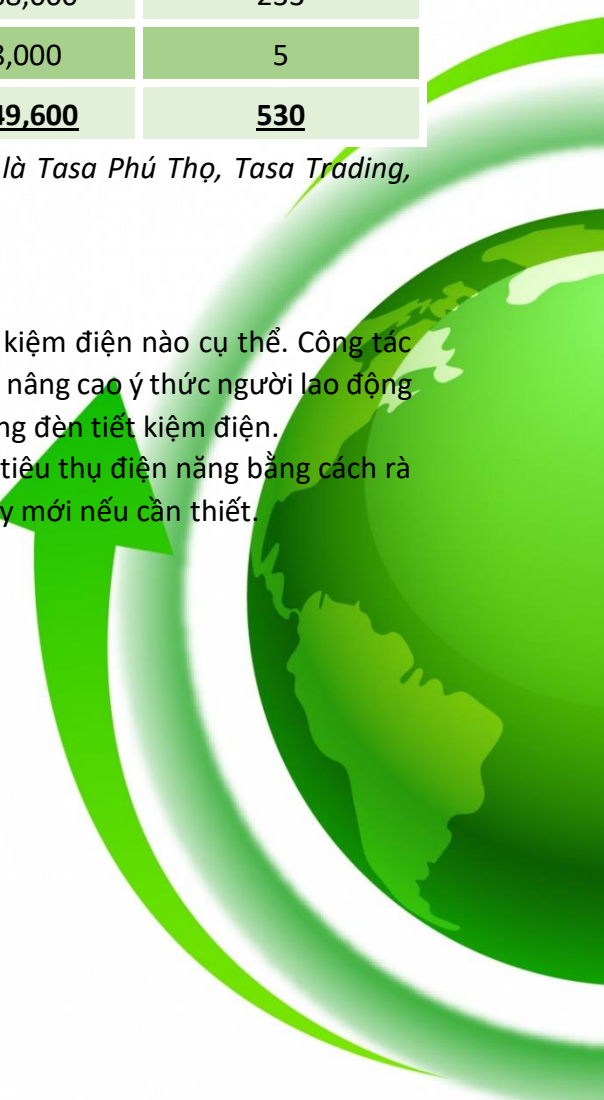 8,000 5
49,600 530
là Tasa Phú Thọ, Tasa Trading,
kiệm điện nào cụ thể. Công tác
nâng cao ý thức người lao động
ng đèn tiết kiệm điện.
tiêu thụ điện năng bằng cách rà
y mới nếu cần thiết.